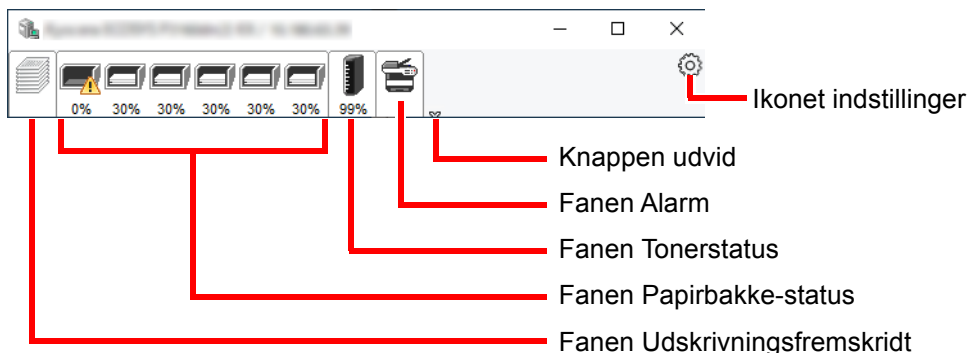 0% 30% 30% 30% 30% 30% 99%
Ikonet indstillinger
Knappen udvid
Fanen Alarm
Fanen Tonerstatus
Fanen Papirbakke-status
Fanen Udskrivningsfremskridt